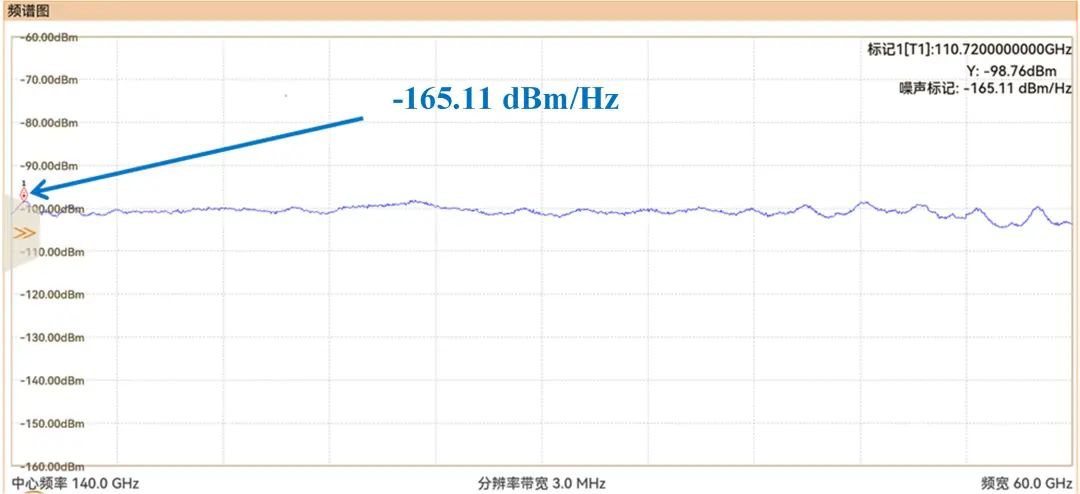 频谱图
-60.00dBm
标记1[T1]:110.7200000000GHz
Y: -98.76dBm
-70.00dBm
噪声标记: -165.11 dBm/Hz
-165.11 dBm/Hz
-80.00dBm
-90.00dBm
1
-100.00dBm
-110.00dBm
-120.00dBm
-130.00dBm
-140.00dBm
-150.00dBm
-160.00dBm
中心频率 140.0 GHz
分辨率带宽 3.0 MHz
频宽 60.0 GHz